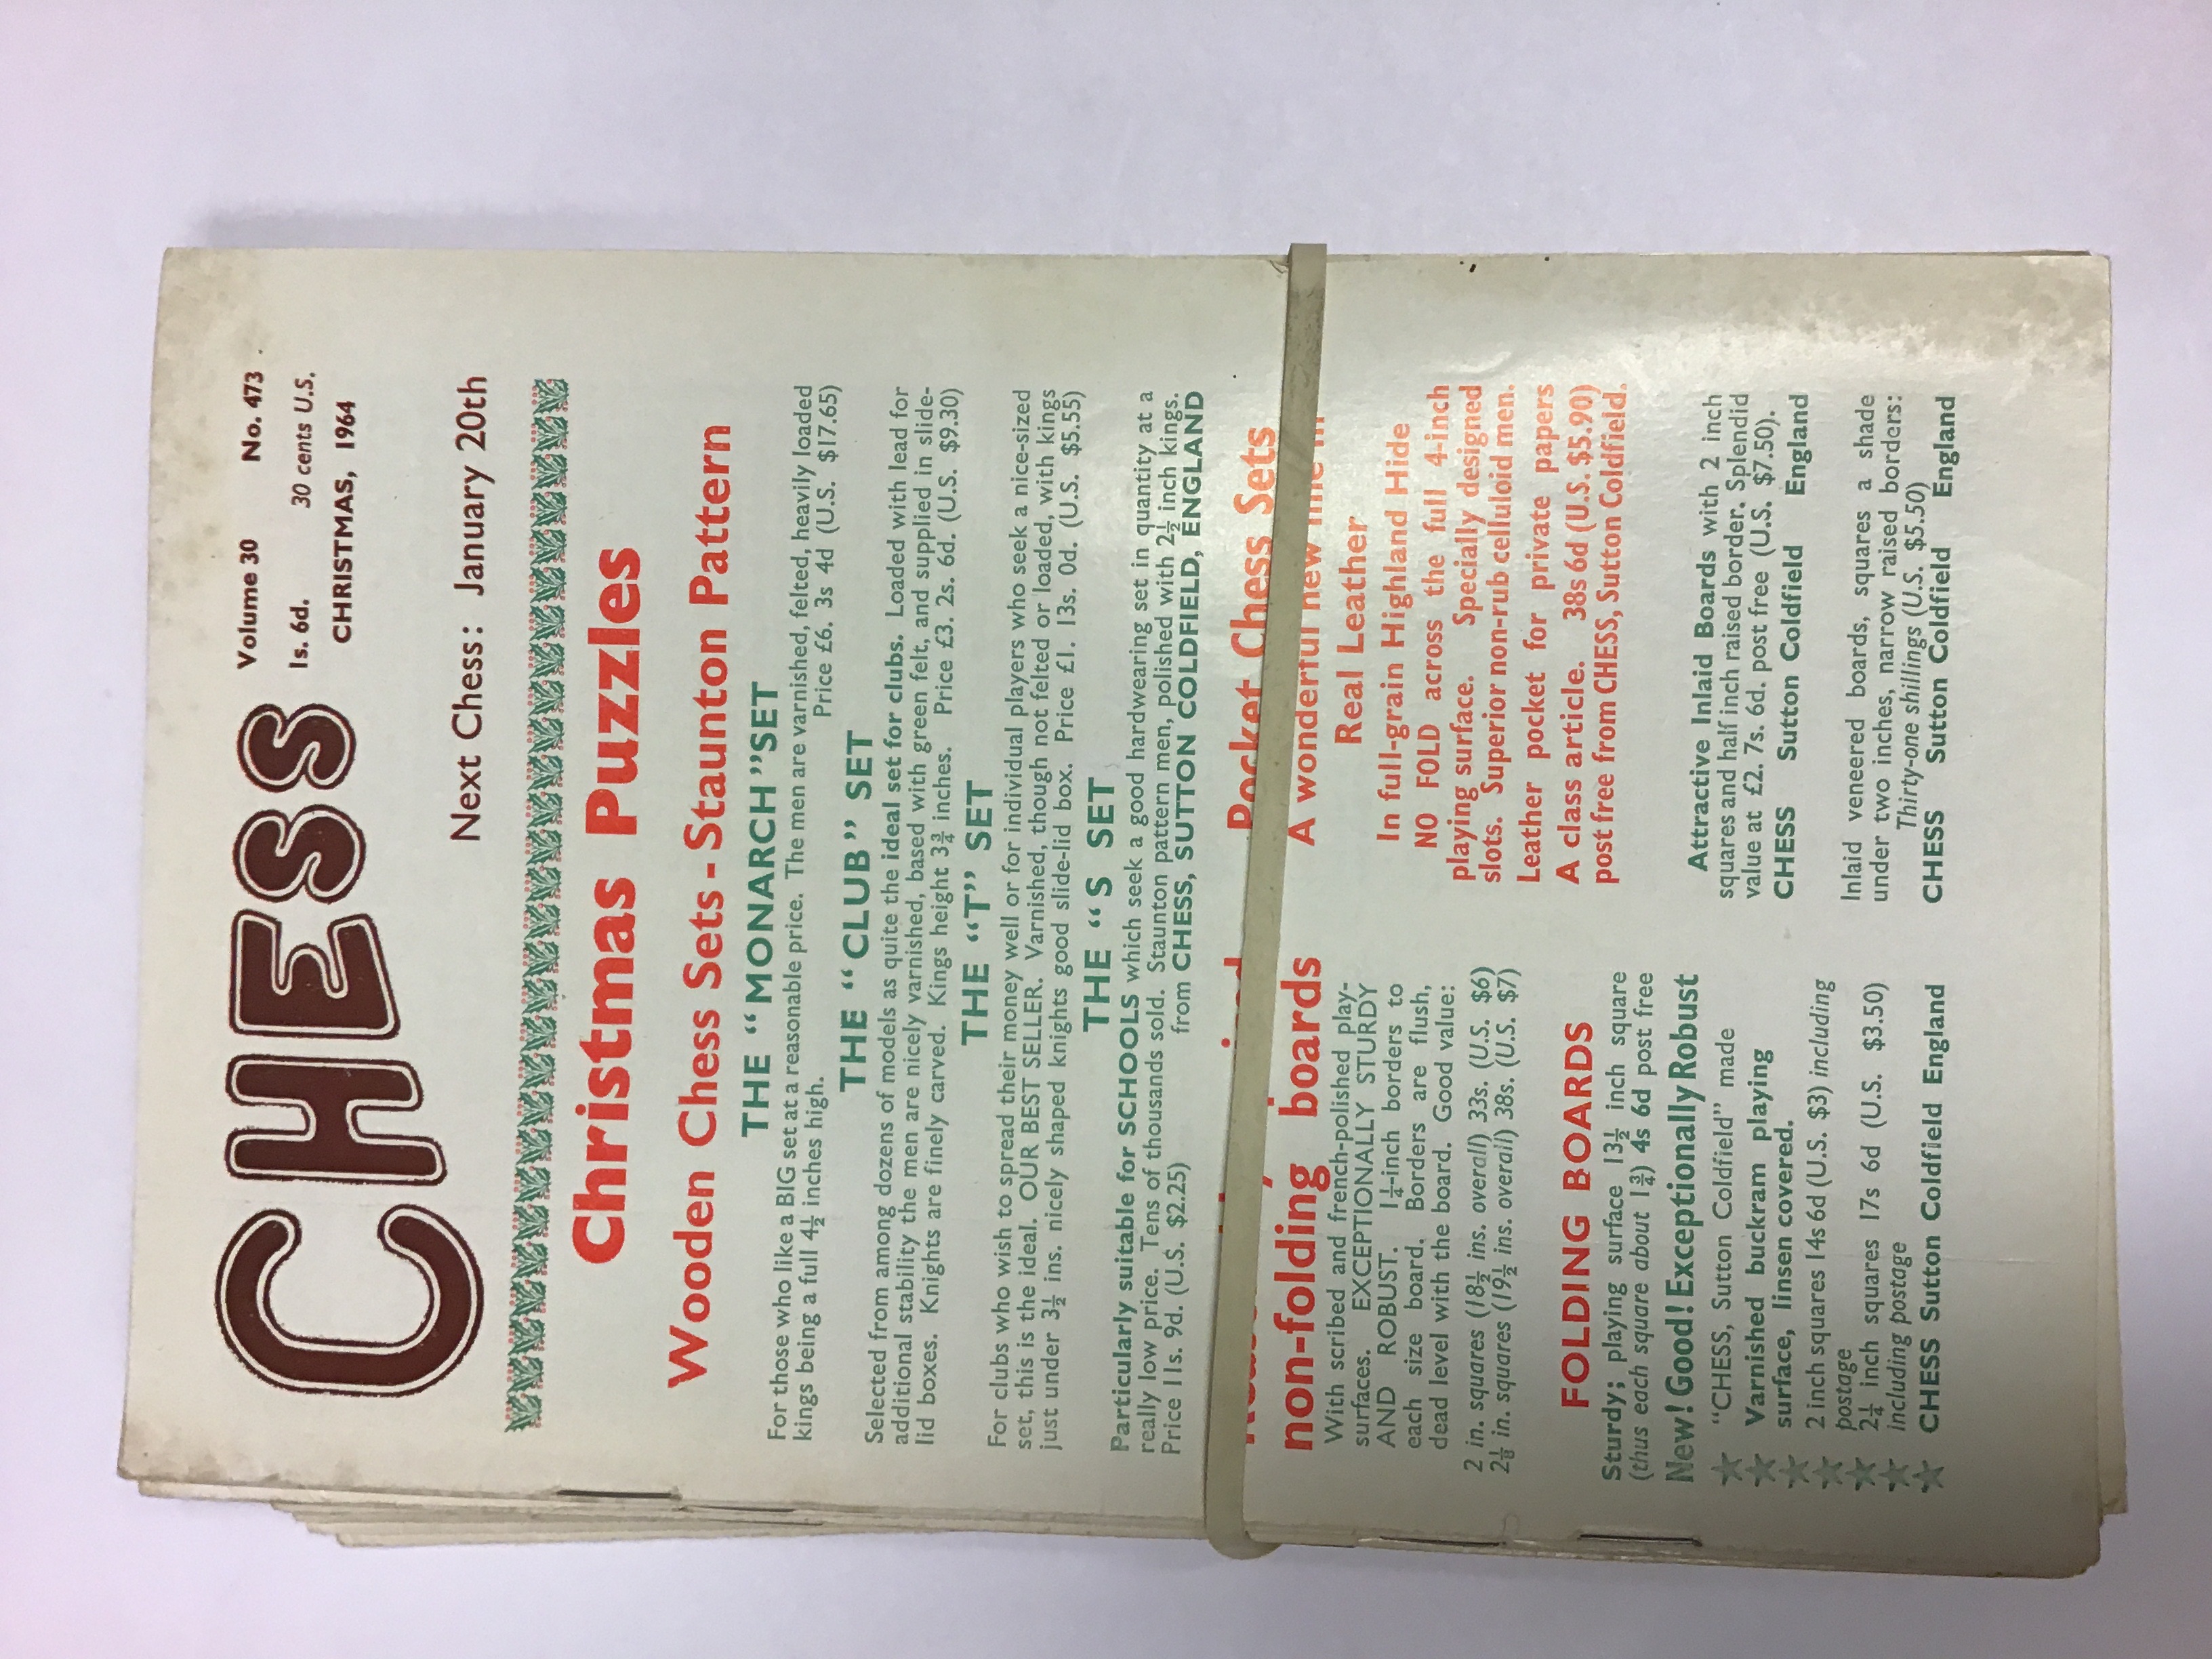 CHESS
Volume 30 No. 473
1s. 6d. 30 cents U.S.
CHRISTMAS, 1964
Next Chess: January 20th
Christmas Puzzles
Wooden Chess Sets - Staunton Pattern
THE "MONARCH" SET
For those who like a BIG set at a reasonable price. The men are varnished, felted, heavily loaded
kings being a full 4½ inches high. Price £6. 3s 4d (U.S. $17.65)
THE "CLUB" SET
Selected from among dozens of models as quite the ideal set for clubs. Loaded with lead for
additional stability the men are nicely varnished, based with green felt, and supplied in slide-
lid boxes. Knights are finely carved. Kings height 3¾ inches. Price £3. 2s. 6d. (U.S. $9.30)
THE "T" SET
For clubs who wish to spread their money well or for individual players who seek a nice-sized
set, this is the ideal. OUR BEST SELLER. Varnished, though not felted or loaded, with kings
just under 3½ ins. nicely shaped knights good slide-lid box. Price £1. 13s. 0d. (U.S. $5.55)
THE "S SET
Particularly suitable for SCHOOLS which seek a good hardwearing set in quantity at a
really low price. Tens of thousands sold. Staunton pattern men, polished with 2½ inch kings.
Price 11s. 9d. (U.S. $2.25) from CHESS, SUTTON COLDFIELD, ENGLAND
non-folding boards
With scribed and french-polished play-
surfaces. EXCEPTIONALLY STURDY
AND ROBUST. 1¼-inch borders to
each size board. Borders are flush,
dead level with the board. Good value:
2 in. squares (18½ ins. overall) 33s. (U.S. $6)
2⅛ in. squares (19½ ins. overall) 38s. (U.S. $7)
FOLDING BOARDS
Sturdy; playing surface 13½ inch square
(thus each square about 1¾) 4s 6d post free
New! Good! Exceptionally Robust
"CHESS, Sutton Coldfield" made
Varnished buckram playing
surface, linsen covered.
2 inch squares 14s 6d (U.S. $3) including
postage
2¼ inch squares 17s 6d (U.S. $3.50)
including postage
CHESS Sutton Coldfield England
Pocket Chess Sets
A wonderful new line in
Real Leather
In full-grain Highland Hide
NO FOLD across the full 4-inch
playing surface. Specially designed
slots. Superior non-rub celluloid men.
Leather pocket for private papers
A class article. 38s 6d (U.S. $5.90)
post free from CHESS, Sutton Coldfield.
Attractive Inlaid Boards with 2 inch
squares and half inch raised border. Splendid
value at £2. 7s. 6d. post free (U.S. $7.50).
CHESS Sutton Coldfield England
Inlaid veneered boards, squares a shade
under two inches, narrow raised borders:
Thirty-one shillings (U.S. $5.50)
CHESS Sutton Coldfield England